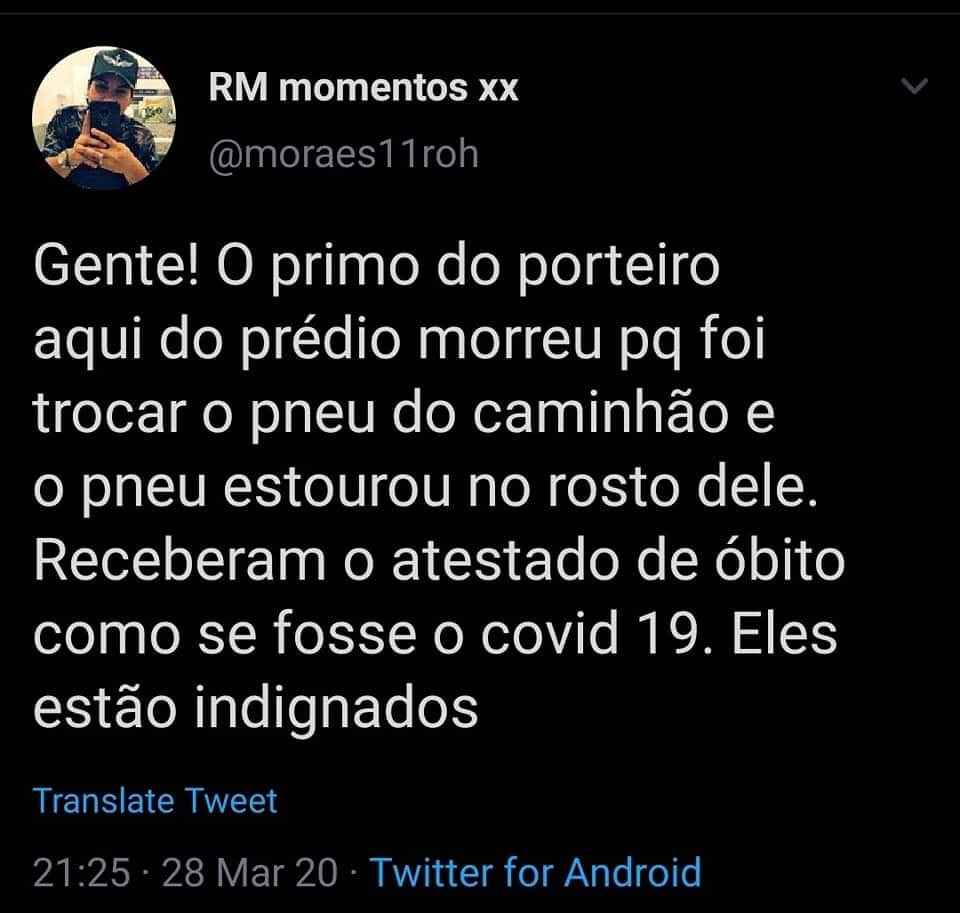 RM momentos xx
@moraes11roh
Gente! O primo do porteiro
aqui do prédio morreu pq foi
trocar o pneu do caminhão e
o pneu estourou no rosto dele.
Receberam o atestado de óbito
como se fosse o covid 19. Eles
estão indignados
Translate Tweet
21:25 · 28 Mar 20 · Twitter for Android